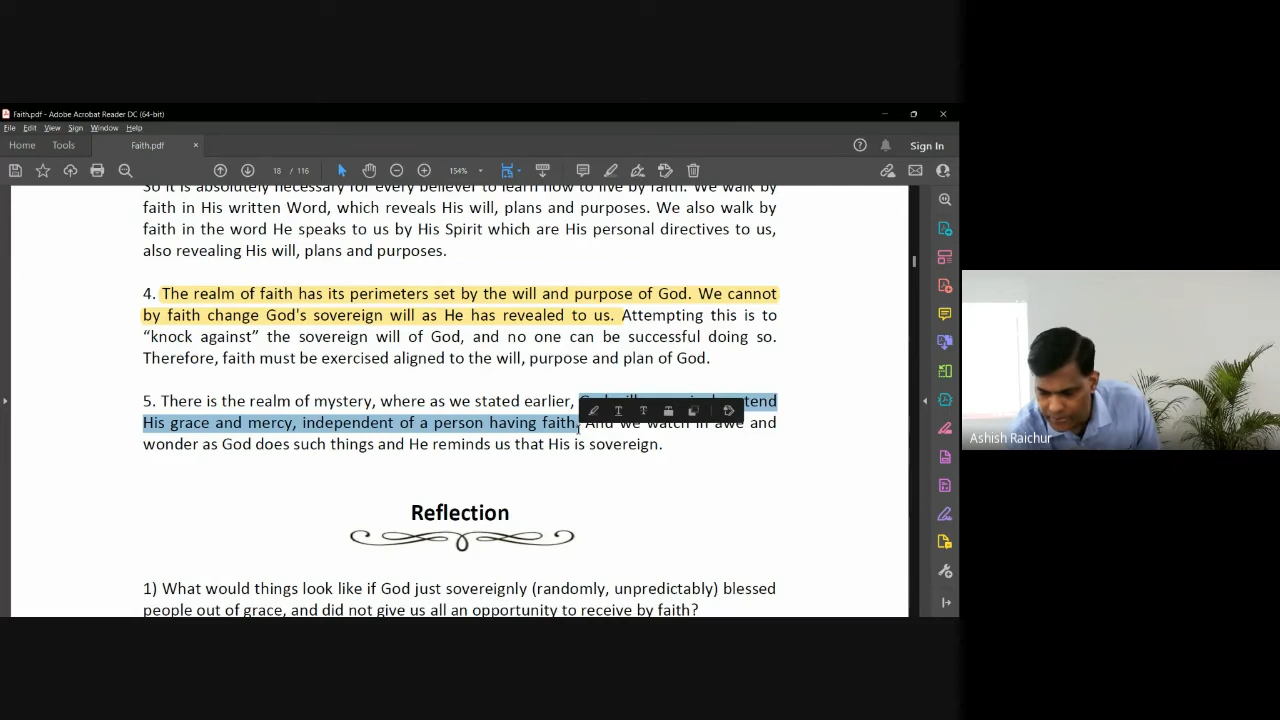 Faith.pdf - Adobe Acrobat Reader DC (64-bit)
File Edit View Sign Window Help
Home Tools Faith.pdf × Sign In
18 / 116 154%
So it is absolutely necessary for every believer to learn how to live by faith. We walk by
faith in His written Word, which reveals His will, plans and purposes. We also walk by
faith in the word He speaks to us by His Spirit which are His personal directives to us,
also revealing His will, plans and purposes.
4. The realm of faith has its perimeters set by the will and purpose of God. We cannot
by faith change God's sovereign will as He has revealed to us. Attempting this is to
“knock against” the sovereign will of God, and no one can be successful doing so.
Therefore, faith must be exercised aligned to the will, purpose and plan of God.
5. There is the realm of mystery, where as we stated earlier,
His grace and mercy, independent of a person having faith. And we watch in awe and
wonder as God does such things and He reminds us that His is sovereign.
Reflection
1) What would things look like if God just sovereignly (randomly, unpredictably) blessed
people out of grace, and did not give us all an opportunity to receive by faith?
Ashish Raichur